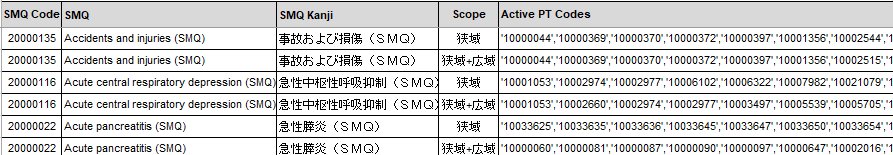 SMQ Code SMQ SMQ Kanji Scope Active PT Codes
20000135 Accidents and injuries (SMQ) 事故および損傷（ＳＭＱ） 狭域 '10000044','10000369','10000370','10000372','10000397','10001356','10002544','1
20000135 Accidents and injuries (SMQ) 事故および損傷（ＳＭＱ） 狭域+広域 '10000044','10000369','10000370','10000372','10000397','10001356','10002515','1
20000116 Acute central respiratory depression (SMQ) 急性中枢性呼吸抑制（ＳＭＱ） 狭域 '10001053','10002974','10002977','10006102','10006322','10007982','10021079','1
20000116 Acute central respiratory depression (SMQ) 急性中枢性呼吸抑制（ＳＭＱ） 狭域+広域 '10001053','10002660','10002974','10002977','10003497','10005539','10005705','1
20000022 Acute pancreatitis (SMQ) 急性膵炎（ＳＭＱ） 狭域 '10033625','10033635','10033636','10033645','10033647','10033650','10033654','1
20000022 Acute pancreatitis (SMQ) 急性膵炎（ＳＭＱ） 狭域+広域 '10000060','10000081','10000087','10000090','10000097','10000647','10002016','1